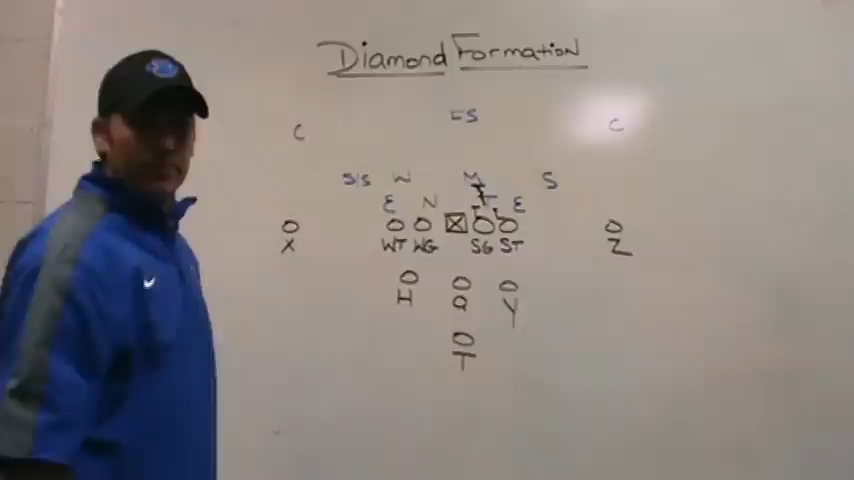 Diamond Formation
C FS C
S/S W M S
E N T E
WT WG SG ST
X Z
H Q Y
T